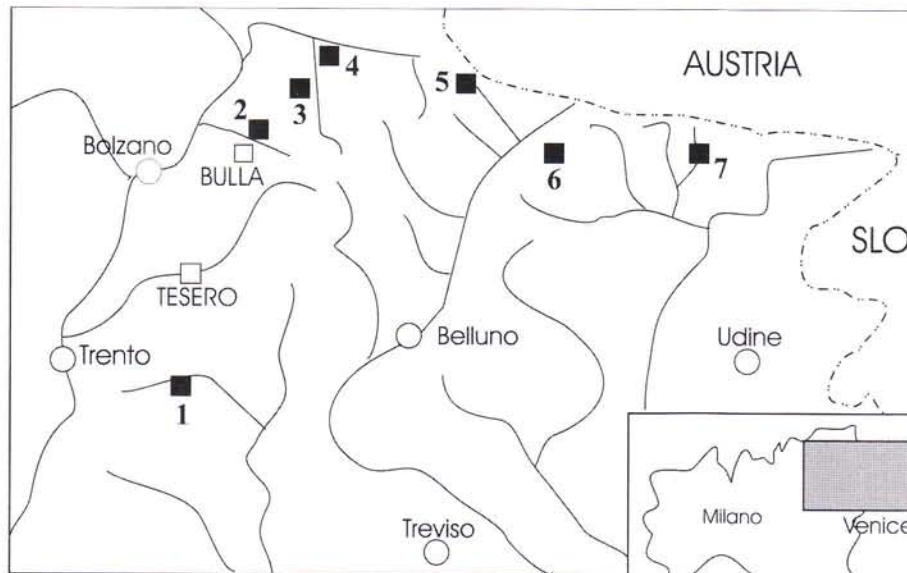 AUSTRIA
4
5
3
2
Bolzano
BULLA
6
7
SLO
TESERO
Belluno
Udine
Trento
1
Milano
Venice
Treviso